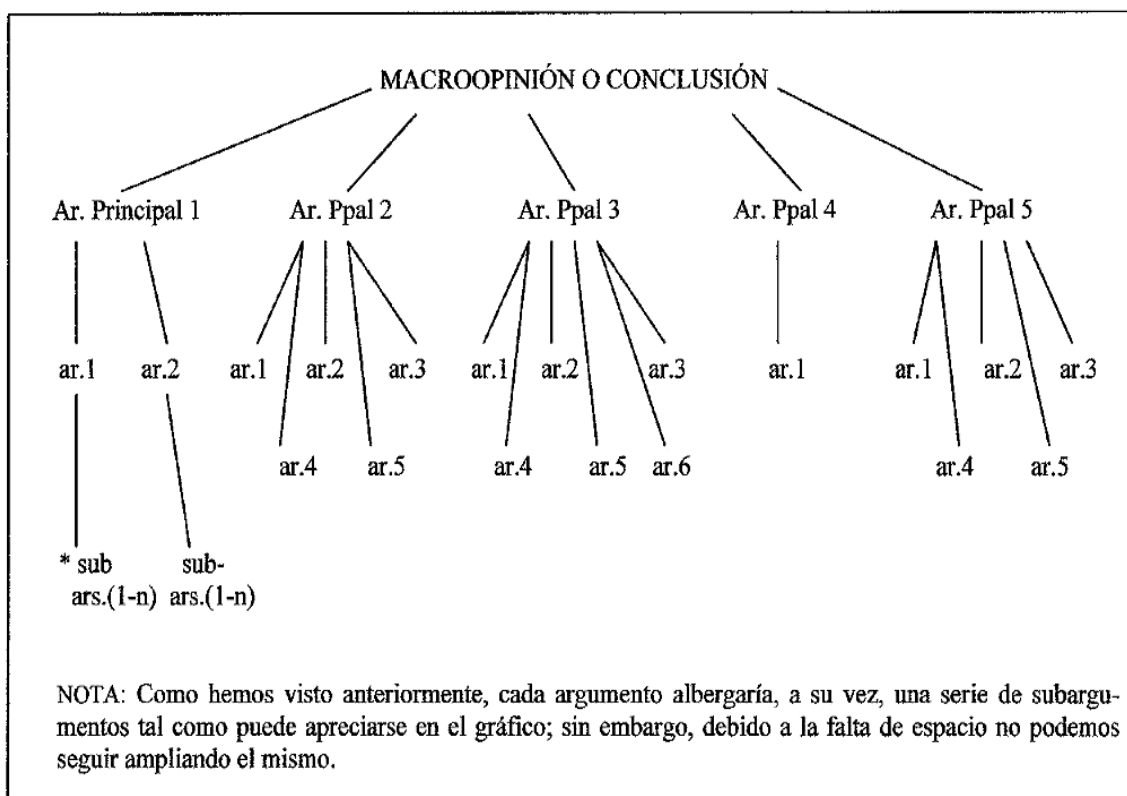 MACROOPINIÓN O CONCLUSIÓN
Ar. Principal 1 Ar. Ppal 2 Ar. Ppal 3 Ar. Ppal 4 Ar. Ppal 5
ar.1 ar.2 ar.1 ar.2 ar.3 ar.1 ar.2 ar.3 ar.1 ar.1 ar.2 ar.3
ar.4 ar.5 ar.4 ar.5 ar.6 ar.4 ar.5
* sub sub-
ars.(1-n) ars.(1-n)
NOTA: Como hemos visto anteriormente, cada argumento albergaría, a su vez, una serie de subargu-
mentos tal como puede apreciarse en el gráfico; sin embargo, debido a la falta de espacio no podemos
seguir ampliando el mismo.